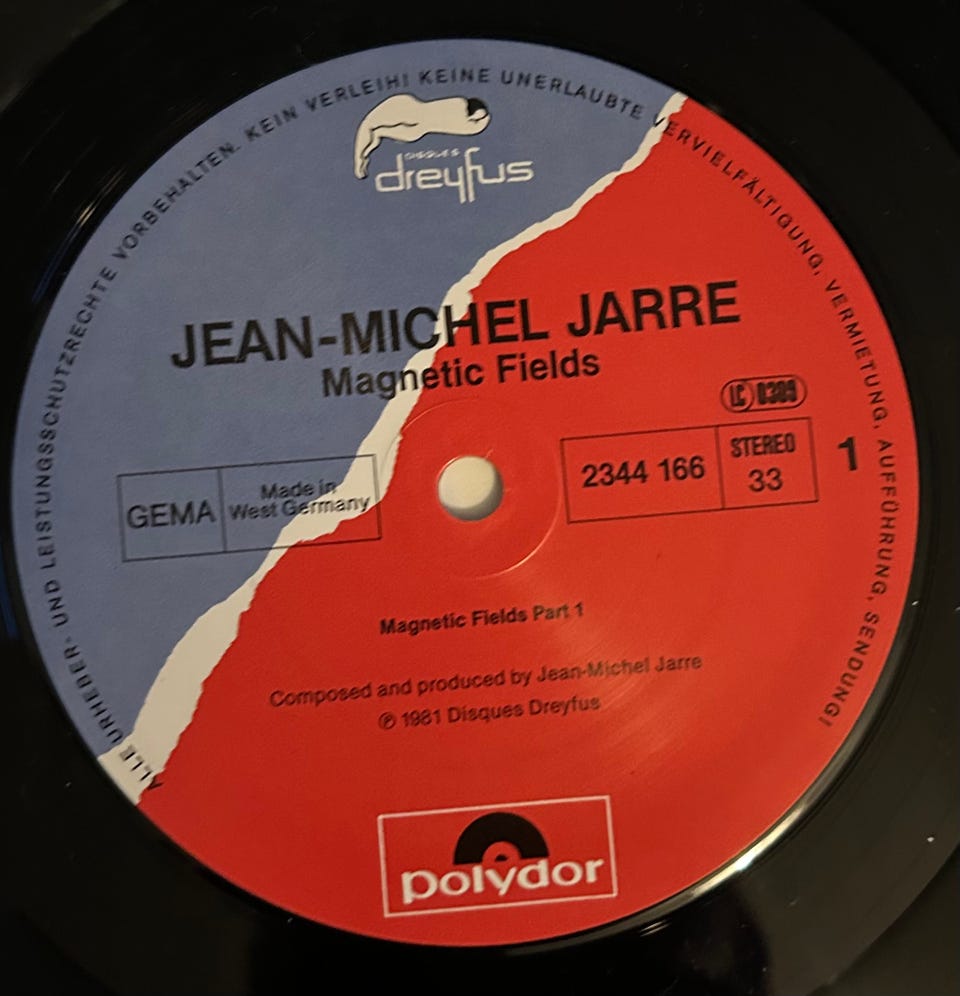 ALLE URHEBER- UND LEISTUNGSSCHUTZRECHTE VORBEHALTEN. KEIN VERLEIH! KEINE UNERLAUBTE VERVIELFÄLTIGUNG, VERMIETUNG, AUFFÜHRUNG, SENDUNG!
DISQUES
dreyfus
JEAN-MICHEL JARRE
Magnetic Fields
LC 0309
GEMA
Made in
West Germany
2344 166
STEREO
33
1
Magnetic Fields Part 1
Composed and produced by Jean-Michel Jarre
℗ 1981 Disques Dreyfus
polydor